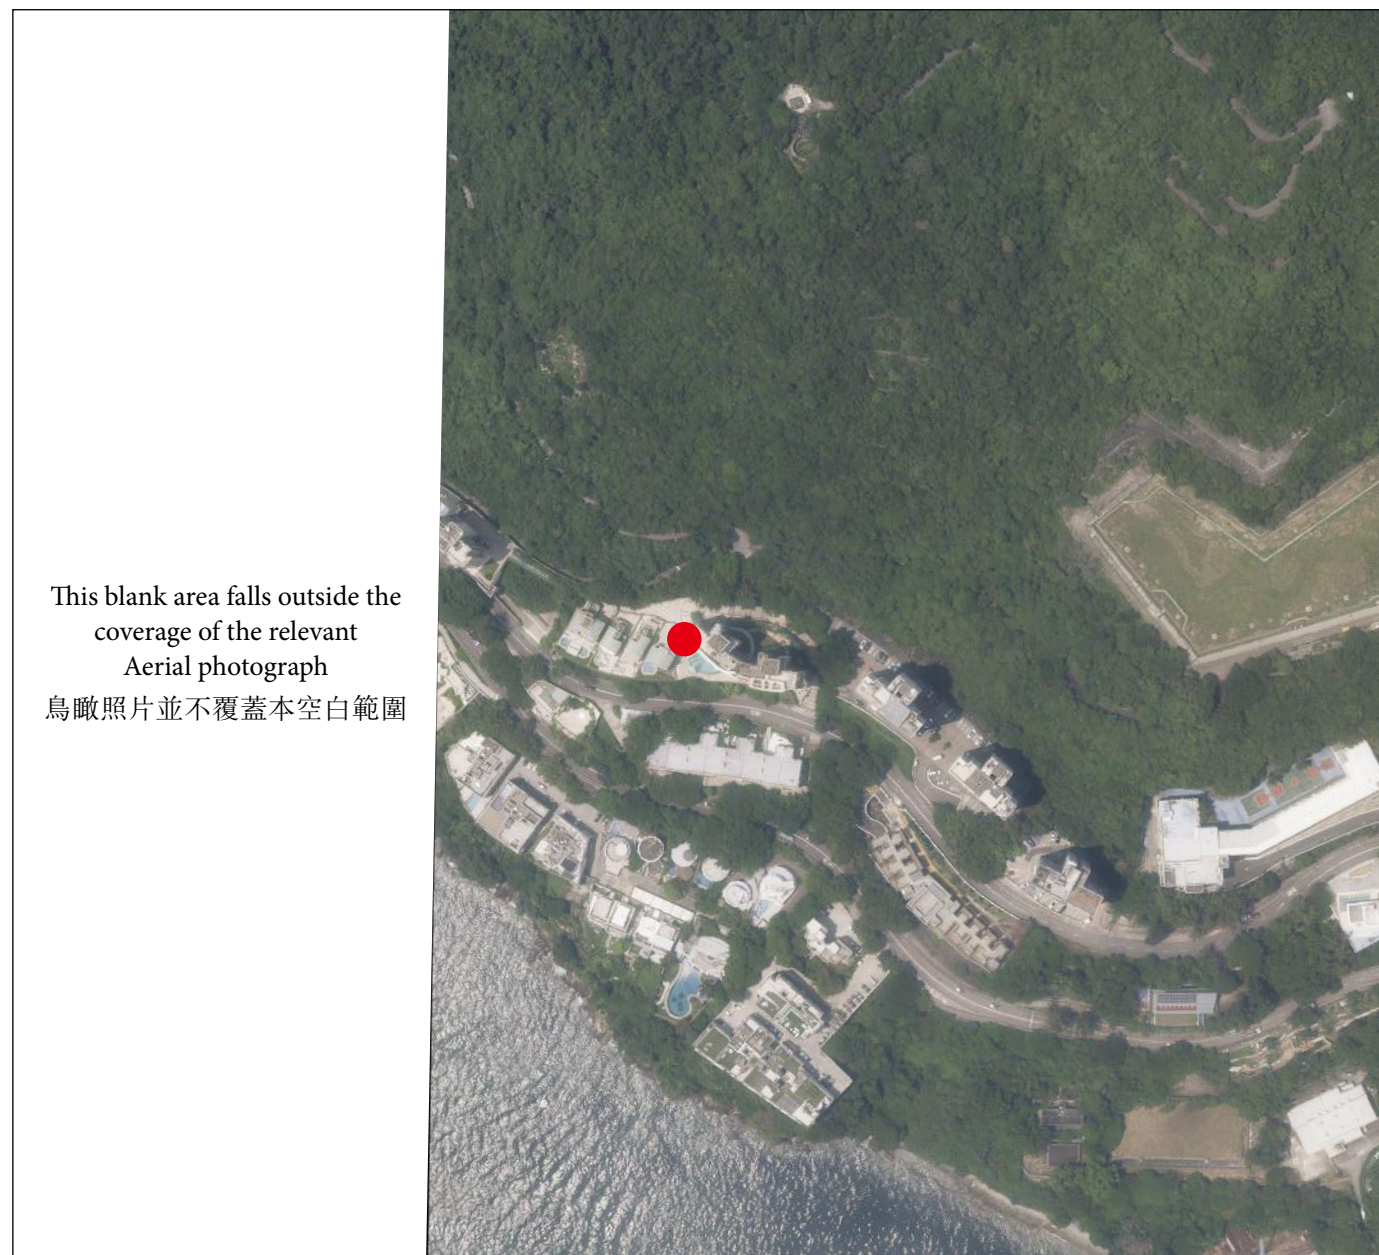 This blank area falls outside the
coverage of the relevant
Aerial photograph
鳥瞰照片並不覆蓋本空白範圍